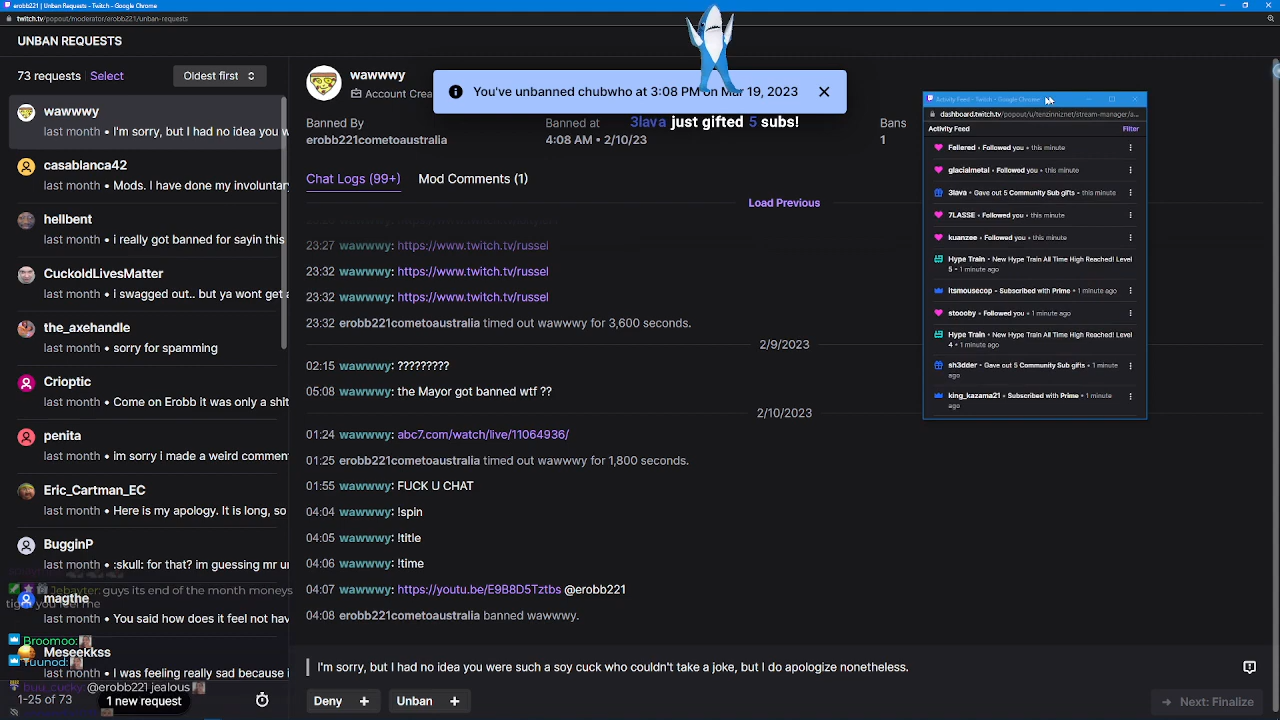 erobb221 | Unban Requests - Twitch - Google Chrome
twitch.tv/popout/moderator/erobb221/unban-requests
UNBAN REQUESTS
73 requests Select Oldest first
wawwwy
• I'm sorry, but I had no idea you w
casablanca42
last month • Mods. I have done my involuntar
hellbent
last month • i really got banned for spyin this
CuckoldLivesMatter
last month • i swagged out.. but ya wont get
the_axehandle
last month • sorry for spamming
Crioptic
last month • Come on Erobb it was only a shit
penita
last month • im sorry i made a weird comment
Eric_Cartman_EC
last month • Here is my apology. It is long, so
BugginP
last month • :skull: for that? im guessing mr un
Jebayter: guys its end of the month moneys
tight you feel me
magthe
last month • You said how does it feel not hav
Broomoo:
Meseekkss
Yuunod:
last month • I was feeling really sad because i
buu_cucky: @erobb221 jealous
1-25 of 73 1 new request
wawwwy
Account Crea
You've unbanned chubwho at 3:08 PM on Mar 19, 2023
3lava just gifted 5 subs!
Banned By
erobb221cometoaustralia
Banned at
4:08 AM • 2/10/23
Bans
1
Chat Logs (99+) Mod Comments (1)
Load Previous
23:27 wawwwy: https://www.twitch.tv/russel
23:32 wawwwy: https://www.twitch.tv/russel
23:32 wawwwy: https://www.twitch.tv/russel
23:32 erobb221cometoaustralia timed out wawwwy for 3,600 seconds.
2/9/2023
02:15 wawwwy: ?????????
05:08 wawwwy: the Mayor got banned wtf ??
2/10/2023
01:24 wawwwy: abc7.com/watch/live/11064936/
01:25 erobb221cometoaustralia timed out wawwwy for 1,800 seconds.
01:55 wawwwy: FUCK U CHAT
04:04 wawwwy: !spin
04:05 wawwwy: !title
04:06 wawwwy: !time
04:07 wawwwy: https://youtu.be/E9B8D5Tztbs @erobb221
04:08 erobb221cometoaustralia banned wawwwy.
I'm sorry, but I had no idea you were such a soy cuck who couldn't take a joke, but I do apologize nonetheless.
Deny + Unban + Next: Finalize
Activity Feed - Twitch - Google Chrome
dashboard.twitch.tv/popout/u/tenzinniznet/stream-manager/a...
Activity Feed Filter
Fellered • Followed you • this minute
glacialmetal • Followed you • this minute
3lava • Gave out 5 Community Sub gifts • this minute
7LASSE • Followed you • this minute
kuanzee • Followed you • this minute
Hype Train • New Hype Train All Time High Reached! Level
5 • 1 minute ago
itsmousecop • Subscribed with Prime • 1 minute ago
stoooby • Followed you • 1 minute ago
Hype Train • New Hype Train All Time High Reached! Level
4 • 1 minute ago
sh3dder • Gave out 5 Community Sub gifts • 1 minute
ago
king_kazama21 • Subscribed with Prime • 1 minute
ago